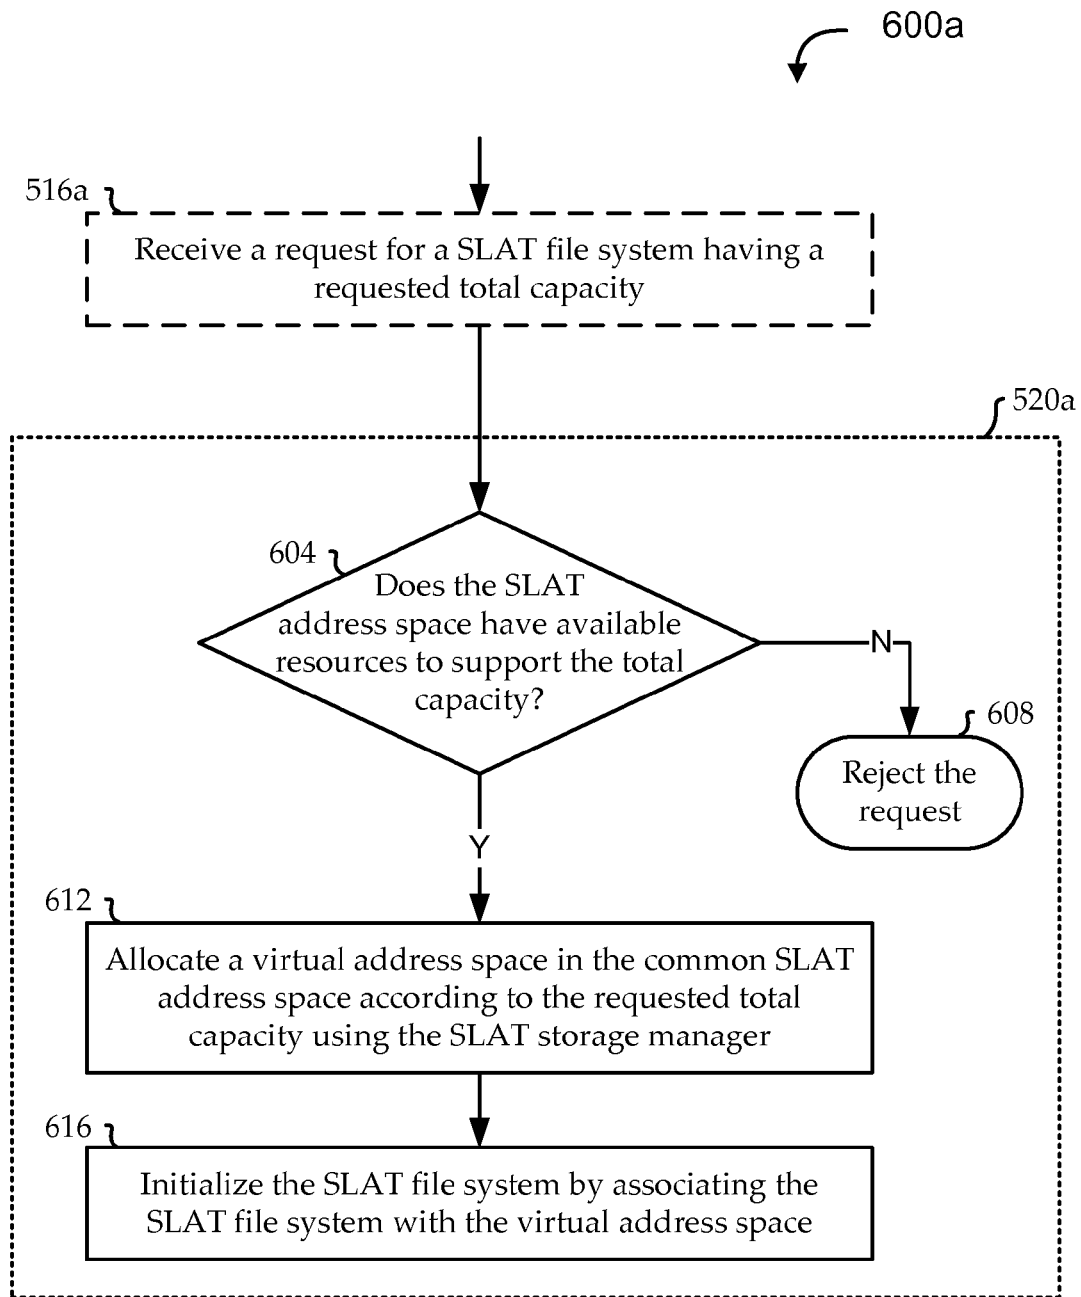 600a
516a
Receive a request for a SLAT file system having a
requested total capacity
520a
604
Does the SLAT
address space have available
resources to support the total
capacity?
N
608
Reject the
request
Y
612
Allocate a virtual address space in the common SLAT
address space according to the requested total
capacity using the SLAT storage manager
616
Initialize the SLAT file system by associating the
SLAT file system with the virtual address space